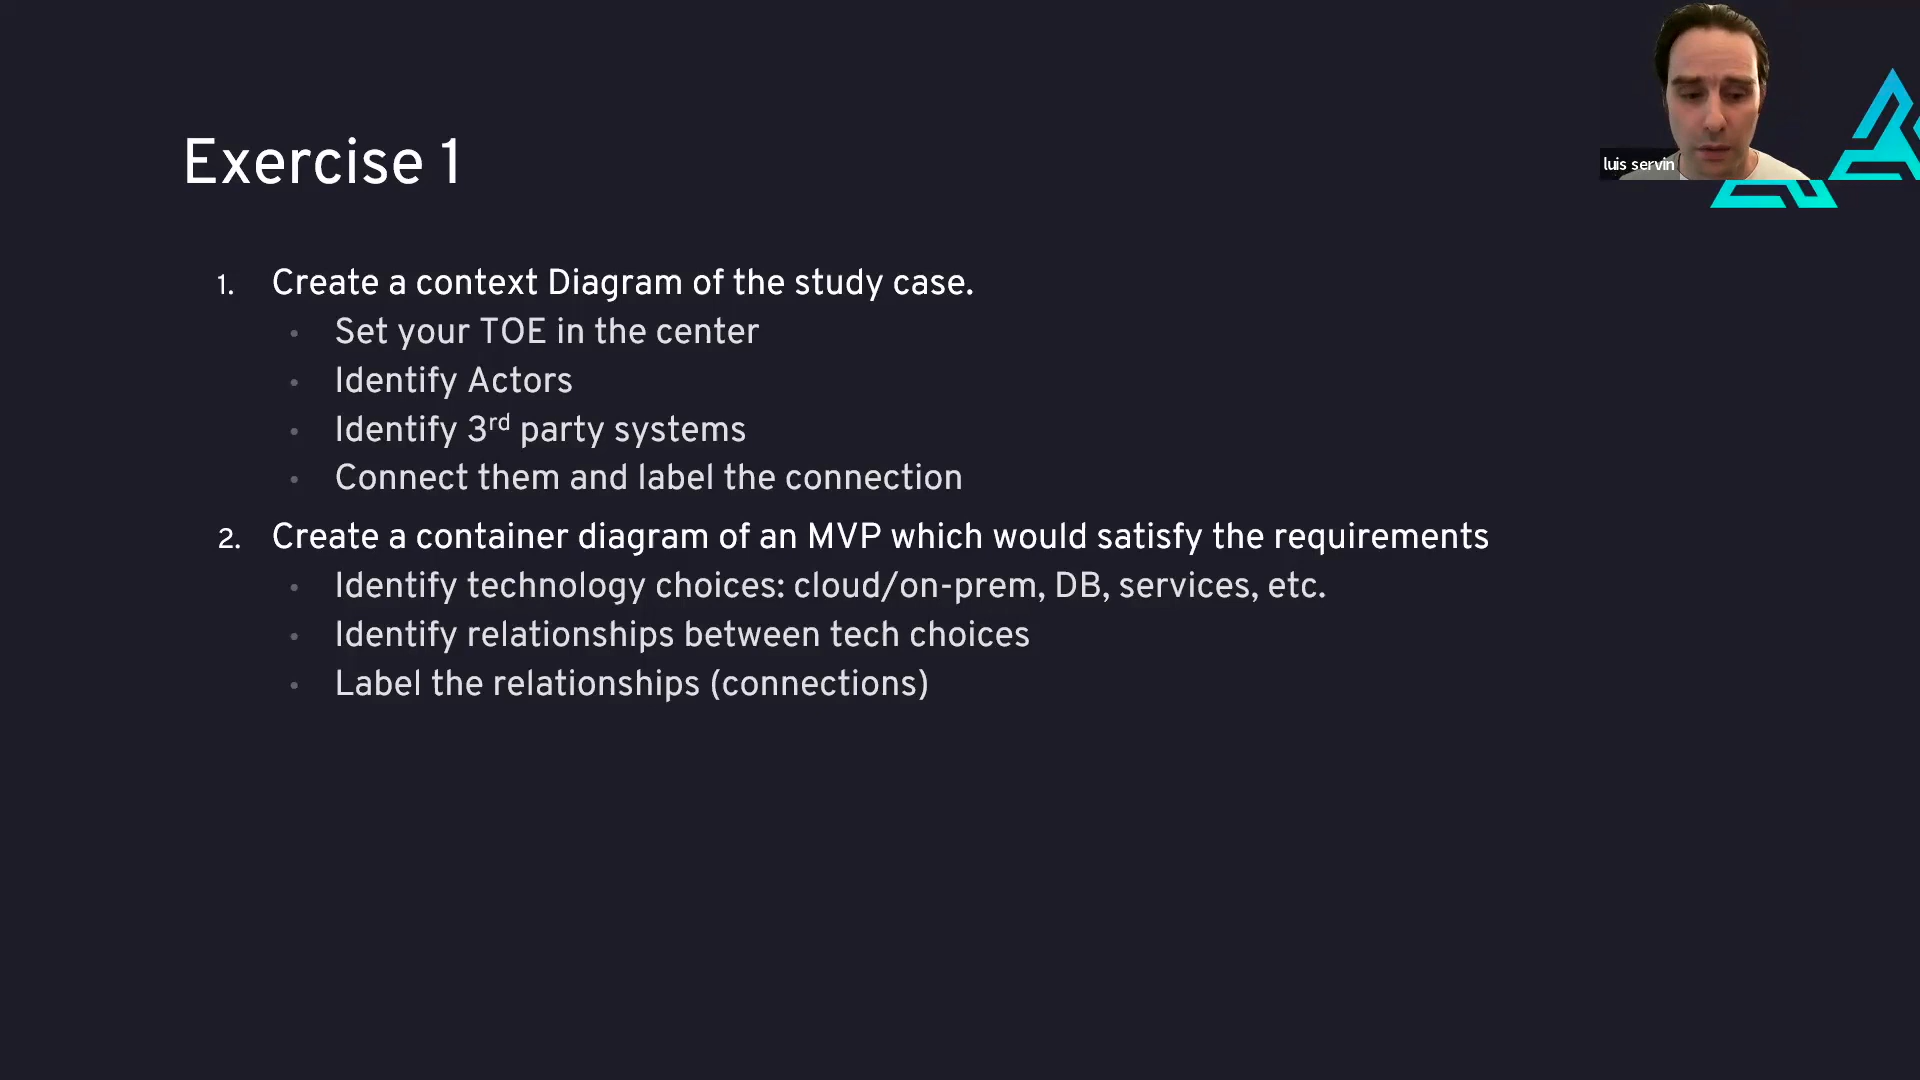 luis servin
Exercise 1
1. Create a context Diagram of the study case.
• Set your TOE in the center
• Identify Actors
• Identify 3rd party systems
• Connect them and label the connection
2. Create a container diagram of an MVP which would satisfy the requirements
• Identify technology choices: cloud/on-prem, DB, services, etc.
• Identify relationships between tech choices
• Label the relationships (connections)